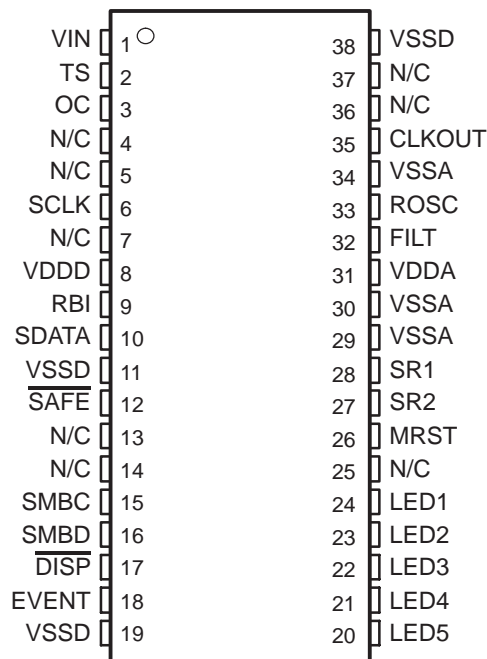 VIN 1 38 VSSD
TS 2 37 N/C
OC 3 36 N/C
N/C 4 35 CLKOUT
N/C 5 34 VSSA
SCLK 6 33 ROSC
N/C 7 32 FILT
VDDD 8 31 VDDA
RBI 9 30 VSSA
SDATA 10 29 VSSA
VSSD 11 28 SR1
SAFE 12 27 SR2
N/C 13 26 MRST
N/C 14 25 N/C
SMBC 15 24 LED1
SMBD 16 23 LED2
DISP 17 22 LED3
EVENT 18 21 LED4
VSSD 19 20 LED5